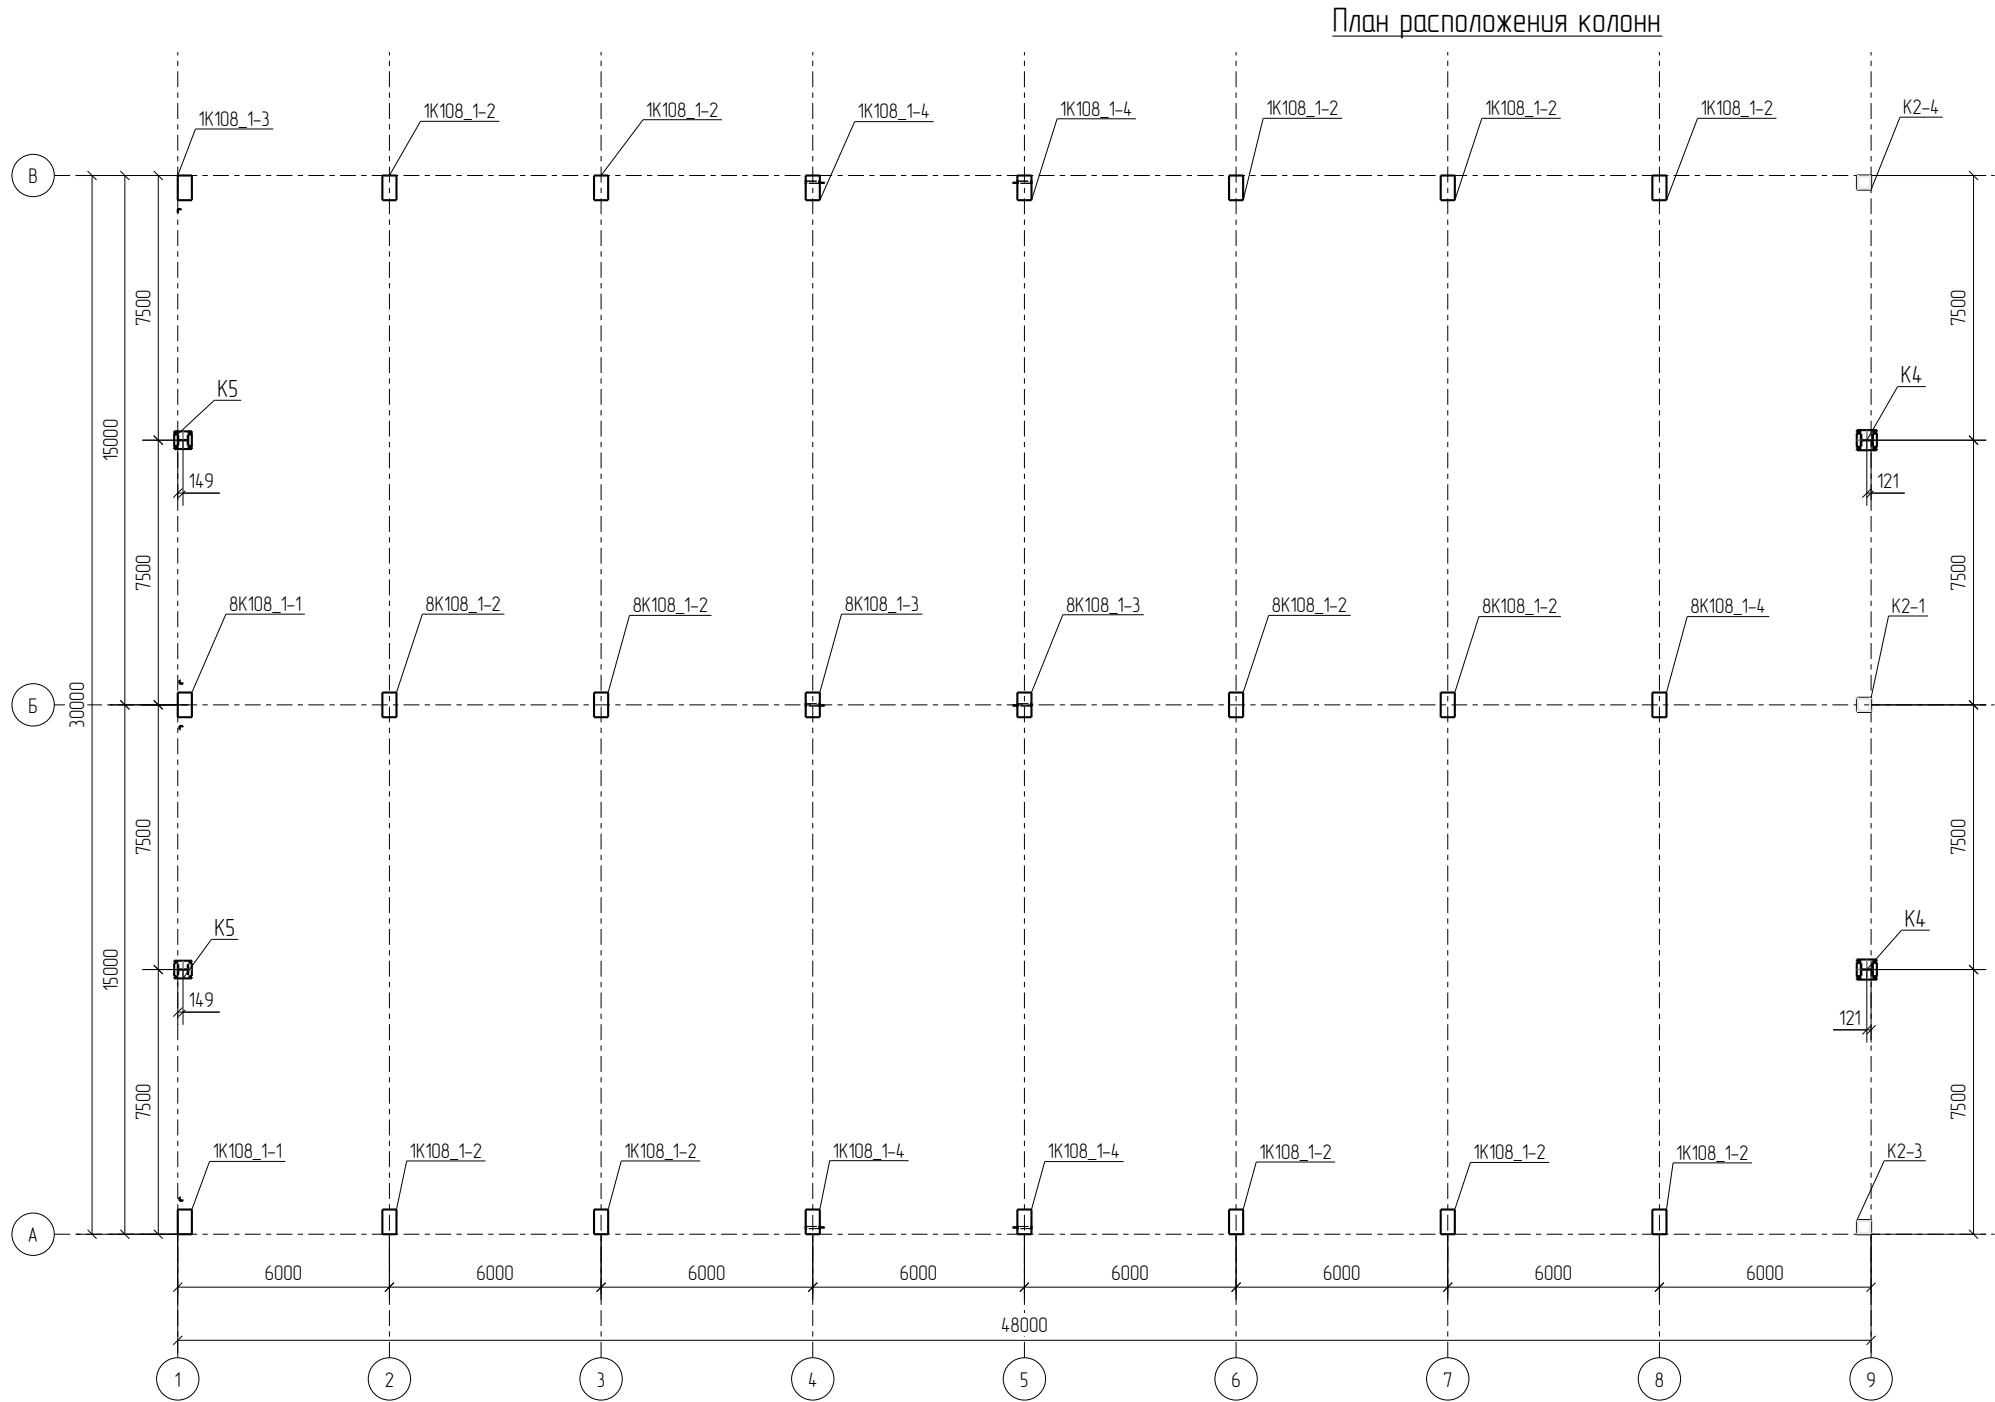 План расположения колонн
1К108_1-3
1К108_1-2
1К108_1-2
1К108_1-4
1К108_1-4
1К108_1-2
1К108_1-2
1К108_1-2
К2-4
В
7500
7500
К5
К4
15000
149
121
7500
7500
8К108_1-1
8К108_1-2
8К108_1-2
8К108_1-3
8К108_1-3
8К108_1-2
8К108_1-2
8К108_1-4
К2-1
Б
30000
7500
7500
К5
К4
15000
149
121
7500
7500
1К108_1-1
1К108_1-2
1К108_1-2
1К108_1-4
1К108_1-4
1К108_1-2
1К108_1-2
1К108_1-2
К2-3
А
6000
6000
6000
6000
6000
6000
6000
6000
48000
1
2
3
4
5
6
7
8
9